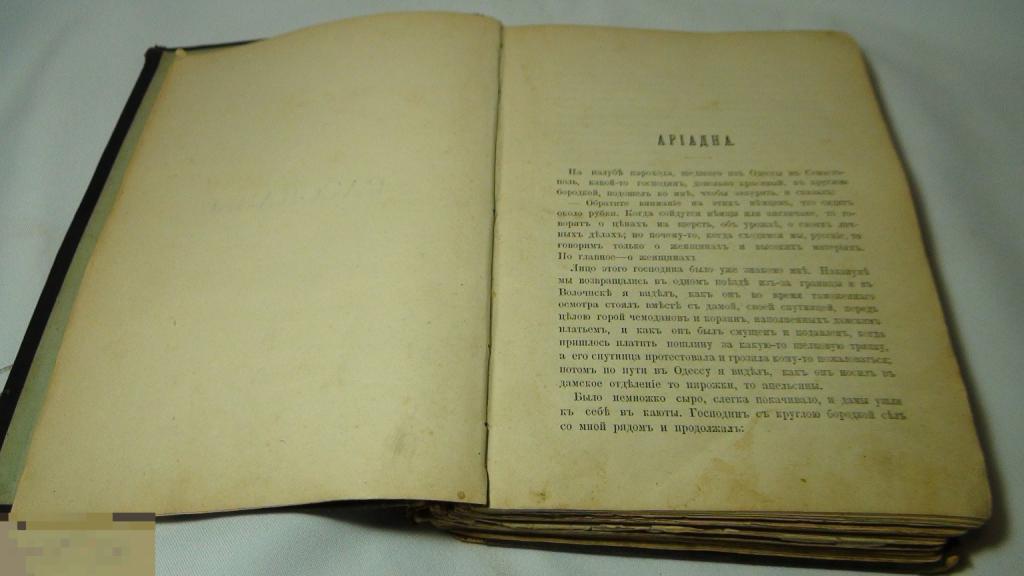 АРІАДНА.
На палубѣ парохода, шедшаго изъ Одессы въ Севасто-
поль, какой-то господинъ, довольно красивый, съ круглою
бородкой, подошелъ ко мнѣ, чтобы закурить, и сказалъ:
— Обратите вниманіе на этихъ нѣмцевъ, что сидятъ
около рубки. Когда сойдутся нѣмцы или англичане, то го-
ворятъ о цѣнахъ на шерсть, объ урожаѣ, о своихъ лич-
ныхъ дѣлахъ; но почему-то, когда сходимся мы, русскіе, то
говоримъ только о женщинахъ и высокихъ матеріяхъ.
Но главное—о женщинахъ.
Лицо этого господина было уже знакомо мнѣ. Наканунѣ
мы возвращались въ одномъ поѣздѣ изъ-за границы и въ
Волочискѣ я видѣлъ, какъ онъ во время таможеннаго
осмотра стоялъ вмѣстѣ съ дамой, своей спутницей, передъ
цѣлою горой чемодановъ и корзинъ, наполненныхъ дамскимъ
платьемъ, и какъ онъ былъ смущенъ и подавленъ, когда
пришлось платить пошлину за какую-то шелковую тряпку,
а его спутница протестовала и грозила кому-то пожаловаться;
потомъ по пути въ Одессу я видѣлъ, какъ онъ носилъ въ
дамское отдѣленіе то пирожки, то апельсины.
Было немножко сыро, слегка покачивало, и дамы ушли
къ себѣ въ каюты. Господинъ съ круглою бородкой сѣлъ
со мной рядомъ и продолжалъ: